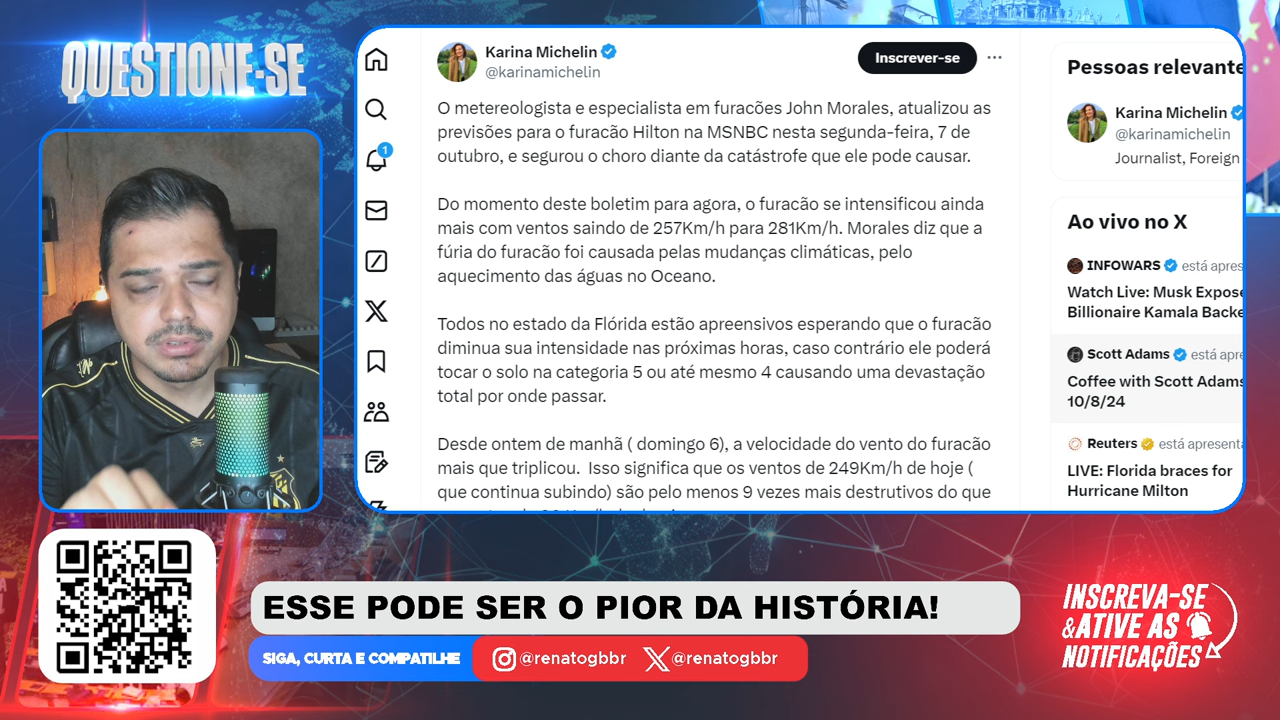 QUESTIONE-SE
Karina Michelin
@karinamichelin
Inscrever-se
O metereologista e especialista em furacões John Morales, atualizou as
previsões para o furacão Hilton na MSNBC nesta segunda-feira, 7 de
outubro, e segurou o choro diante da catástrofe que ele pode causar.
Do momento deste boletim para agora, o furacão se intensificou ainda
mais com ventos saindo de 257Km/h para 281Km/h. Morales diz que a
fúria do furacão foi causada pelas mudanças climáticas, pelo
aquecimento das águas no Oceano.
Todos no estado da Flórida estão apreensivos esperando que o furacão
diminua sua intensidade nas próximas horas, caso contrário ele poderá
tocar o solo na categoria 5 ou até mesmo 4 causando uma devastação
total por onde passar.
Desde ontem de manhã ( domingo 6), a velocidade do vento do furacão
mais que triplicou.  Isso significa que os ventos de 249Km/h de hoje (
que continua subindo) são pelo menos 9 vezes mais destrutivos do que
1
Pessoas relevante
Karina Michelin
@karinamichelin
Journalist, Foreign
Ao vivo no X
INFOWARS está apres
Watch Live: Musk Expose
Billionaire Kamala Backe
Scott Adams está apre
Coffee with Scott Adams
10/8/24
Reuters está apresenta
LIVE: Florida braces for
Hurricane Milton
ESSE PODE SER O PIOR DA HISTÓRIA!
SIGA, CURTA E COMPATILHE
@renatogbbr
@renatogbbr
INSCREVA-SE
&ATIVE AS
NOTIFICAÇÕES